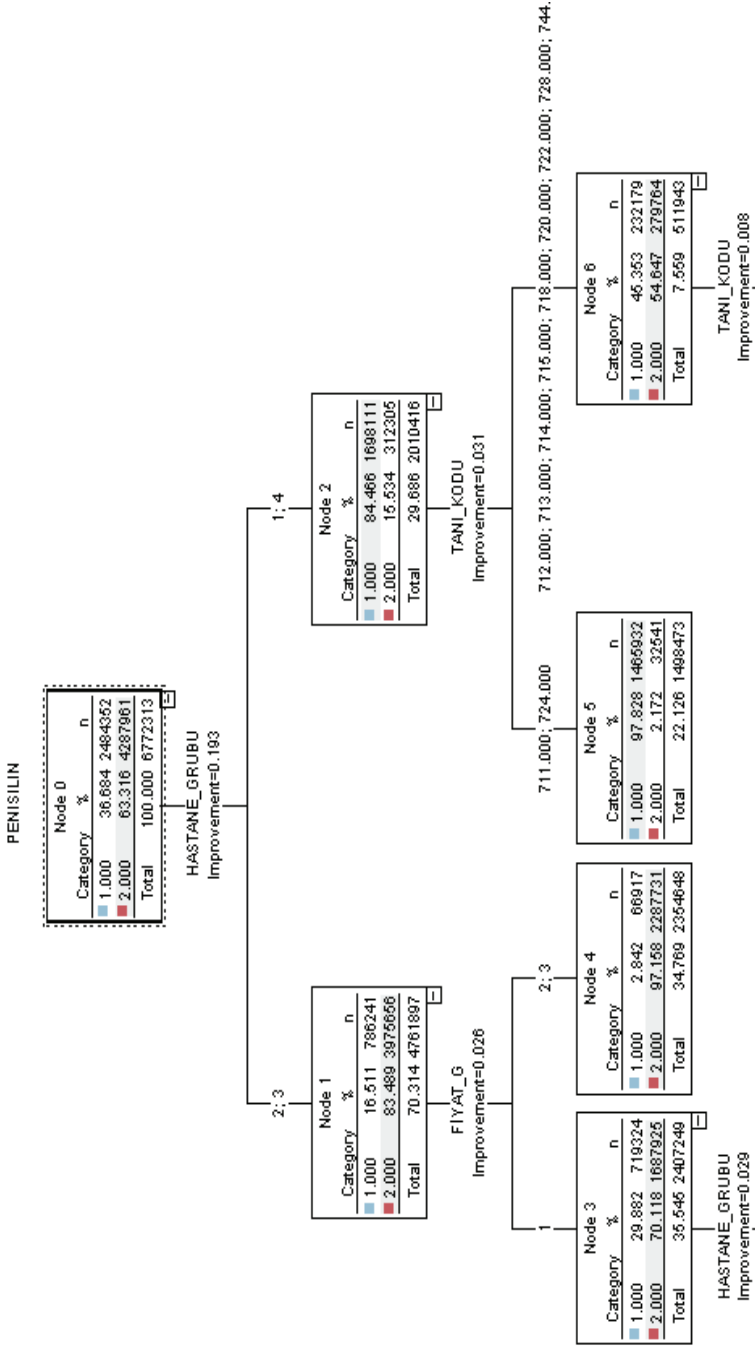 PENISILIN
Node 0
Category % n
1.000 36.684 2484352
2.000 63.316 4287961
Total 100.000 6772313
HASTANE_GRUBU
Improvement=0.193
2; 3
1; 4
Node 1
Category % n
1.000 16.511 786241
2.000 83.489 3975656
Total 70.314 4761897
FIYAT_G
Improvement=0.026
Node 2
Category % n
1.000 84.466 1698111
2.000 15.534 312305
Total 29.686 2010416
TANI_KODU
Improvement=0.031
1
2; 3
711.000; 724.000
712.000; 713.000; 714.000; 715.000; 718.000; 720.000; 722.000; 728.000; 744.
Node 3
Category % n
1.000 29.882 719324
2.000 70.118 1687925
Total 35.545 2407249
HASTANE_GRUBU
Improvement=0.029
Node 4
Category % n
1.000 2.842 66917
2.000 97.158 2287731
Total 34.769 2354648
Node 5
Category % n
1.000 97.828 1465932
2.000 2.172 32541
Total 22.126 1498473
Node 6
Category % n
1.000 45.353 232179
2.000 54.647 279764
Total 7.559 511943
TANI_KODU
Improvement=0.008